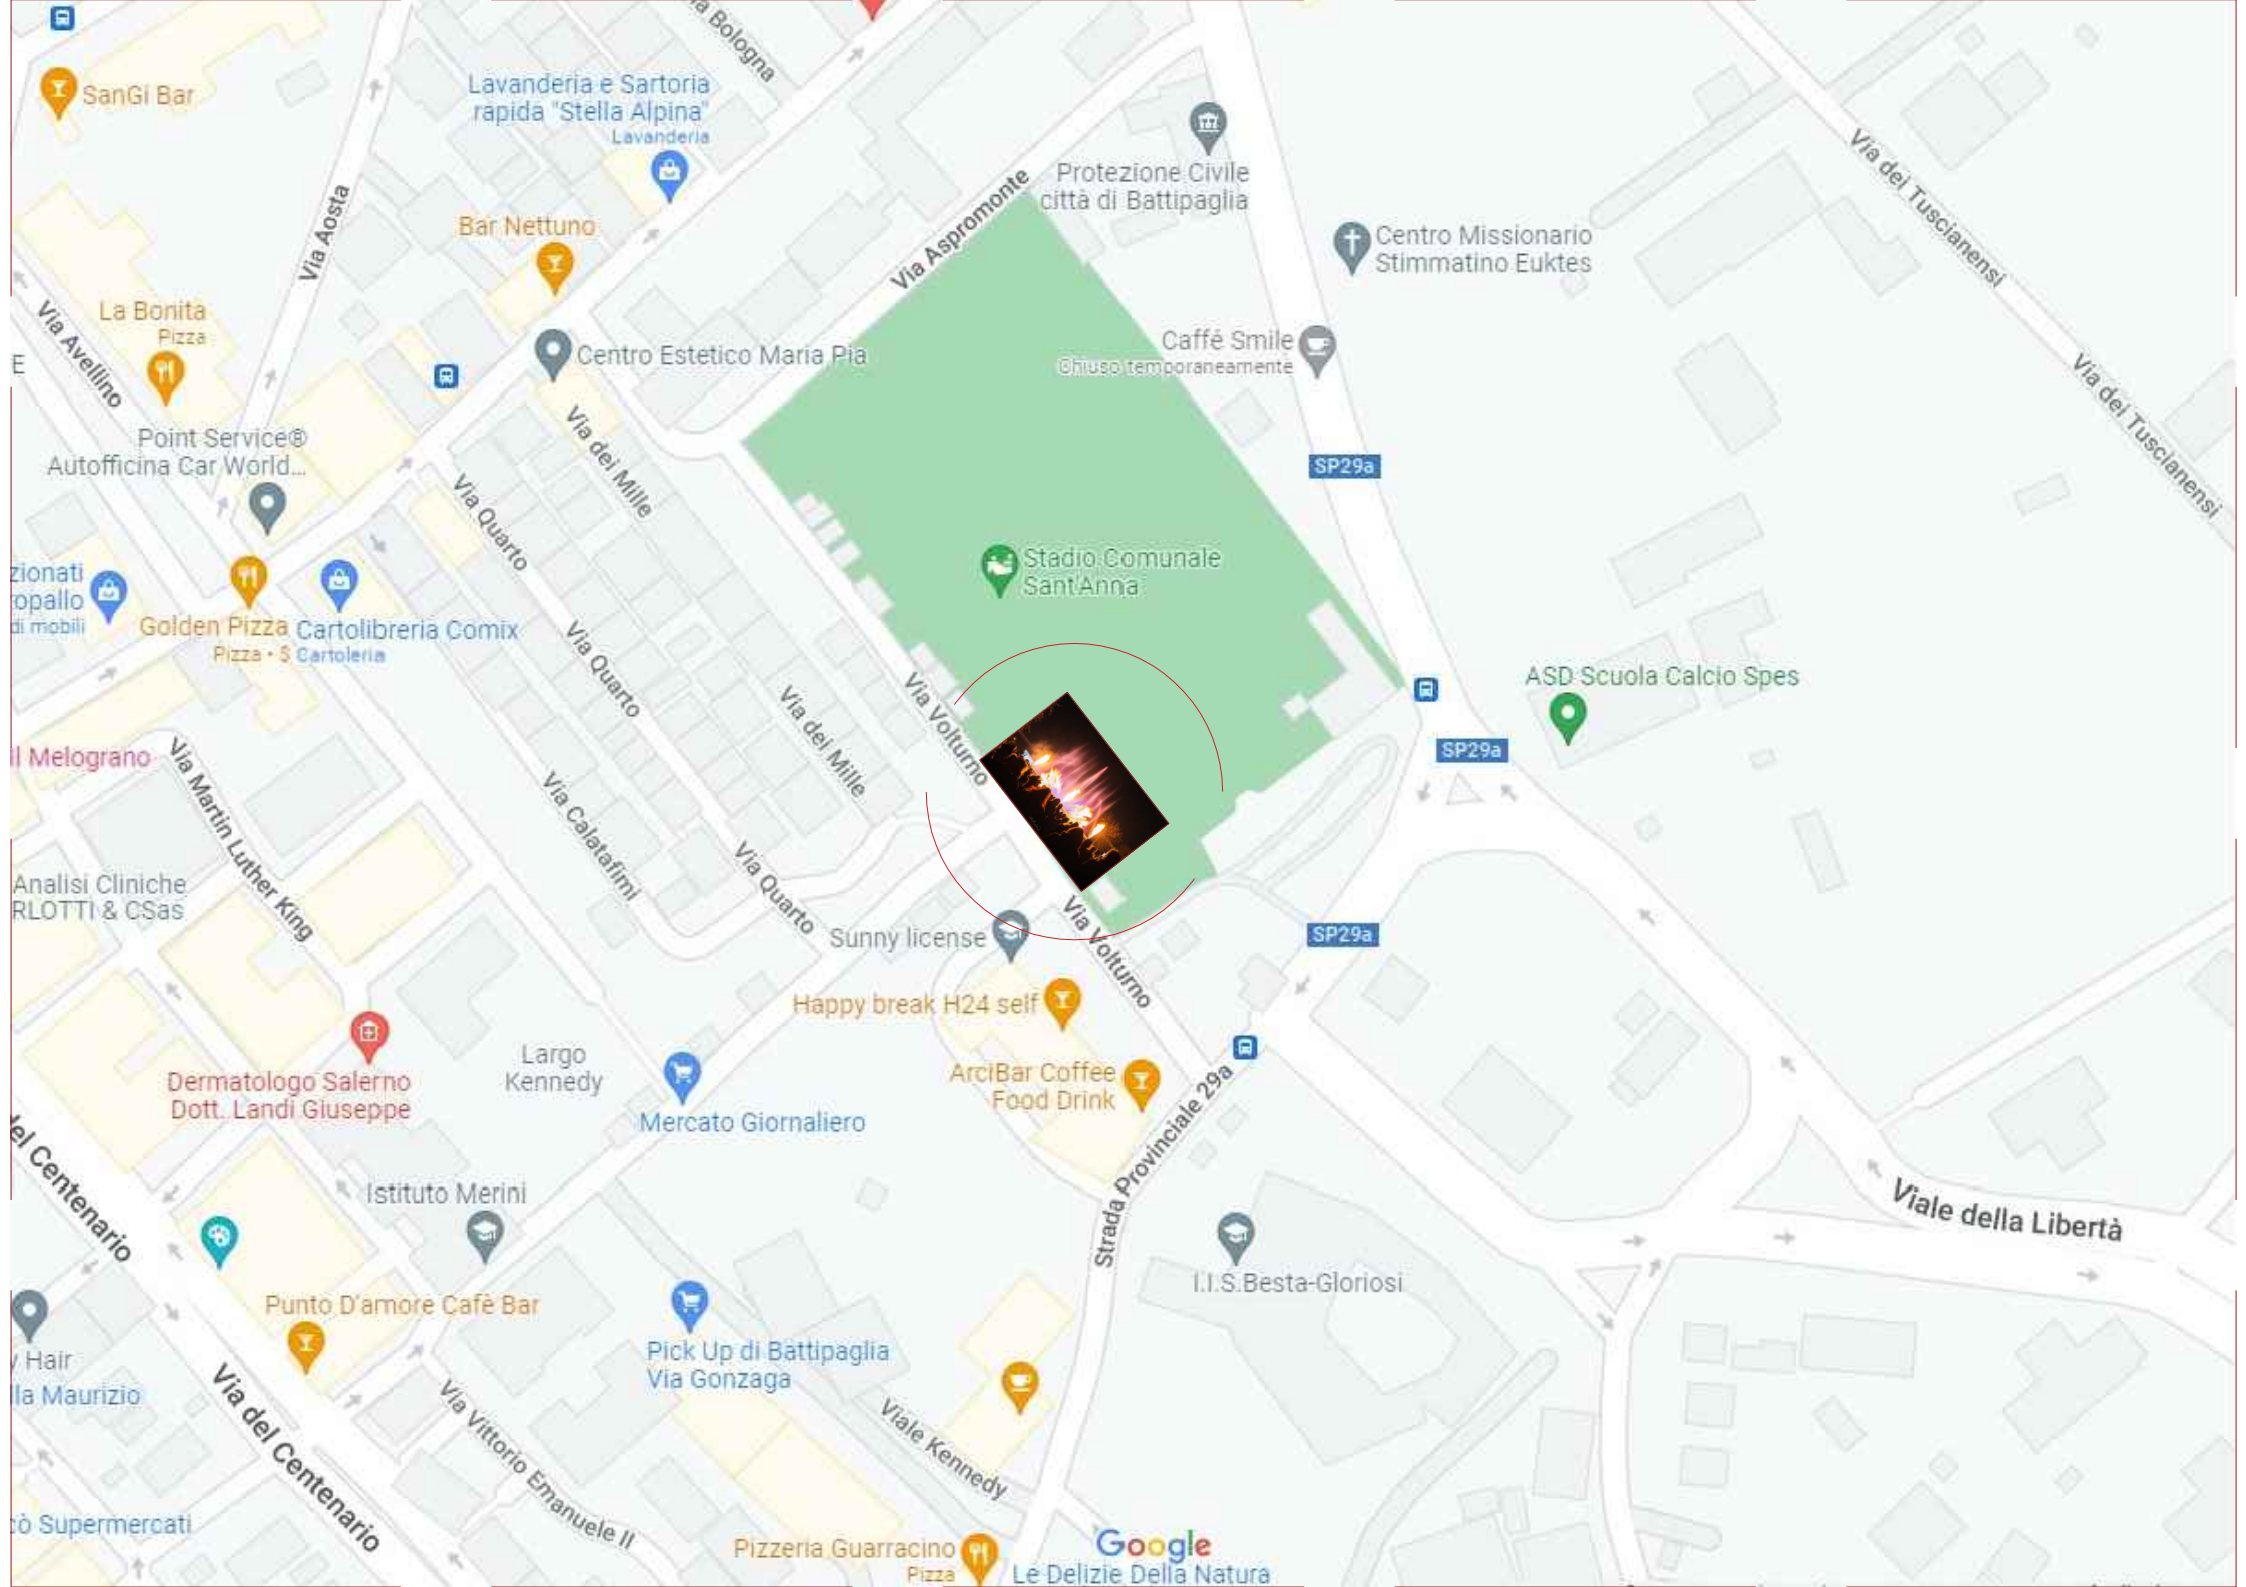 Via Bologna
SanGi Bar
Lavanderia e Sartoria
rapida "Stella Alpina"
Lavanderia
Via Aosta
Bar Nettuno
Via Aspromonte
Protezione Civile
città di Battipaglia
Via dei Tuscianensi
Centro Missionario
Stimmatino Euktes
La Bonita
Pizza
Via Avellino
E
Centro Estetico Maria Pia
Caffé Smile
Chiuso temporaneamente
Via dei Tuscianensi
Point Service®
Autofficina Car World...
Via dei Mille
Via Quarto
SP29a
Stadio Comunale
Sant'Anna
zionati
opallo
di mobili
Golden Pizza
Pizza • $
Cartolibreria Comix
Cartoleria
Via Quarto
Via dei Mille
Via Volturno
ASD Scuola Calcio Spes
SP29a
il Melograno
Via Martin Luther King
Via Calatafimi
Via Quarto
Analisi Cliniche
RLOTTI & CSas
Sunny license
Via Volturno
SP29a
Happy break H24 self
Largo
Kennedy
Dermatologo Salerno
Dott. Landi Giuseppe
Mercato Giornaliero
ArciBar Coffee
Food Drink
Strada Provinciale 29a
del Centenario
Istituto Merini
Viale della Libertà
I.I.S.Besta-Gloriosi
Punto D'amore Cafè Bar
y Hair
lla Maurizio
Pick Up di Battipaglia
Via Gonzaga
Via del Centenario
Via Vittorio Emanuele II
Viale Kennedy
cò Supermercati
Pizzeria Guarracino
Pizza
Google
Le Delizie Della Natura